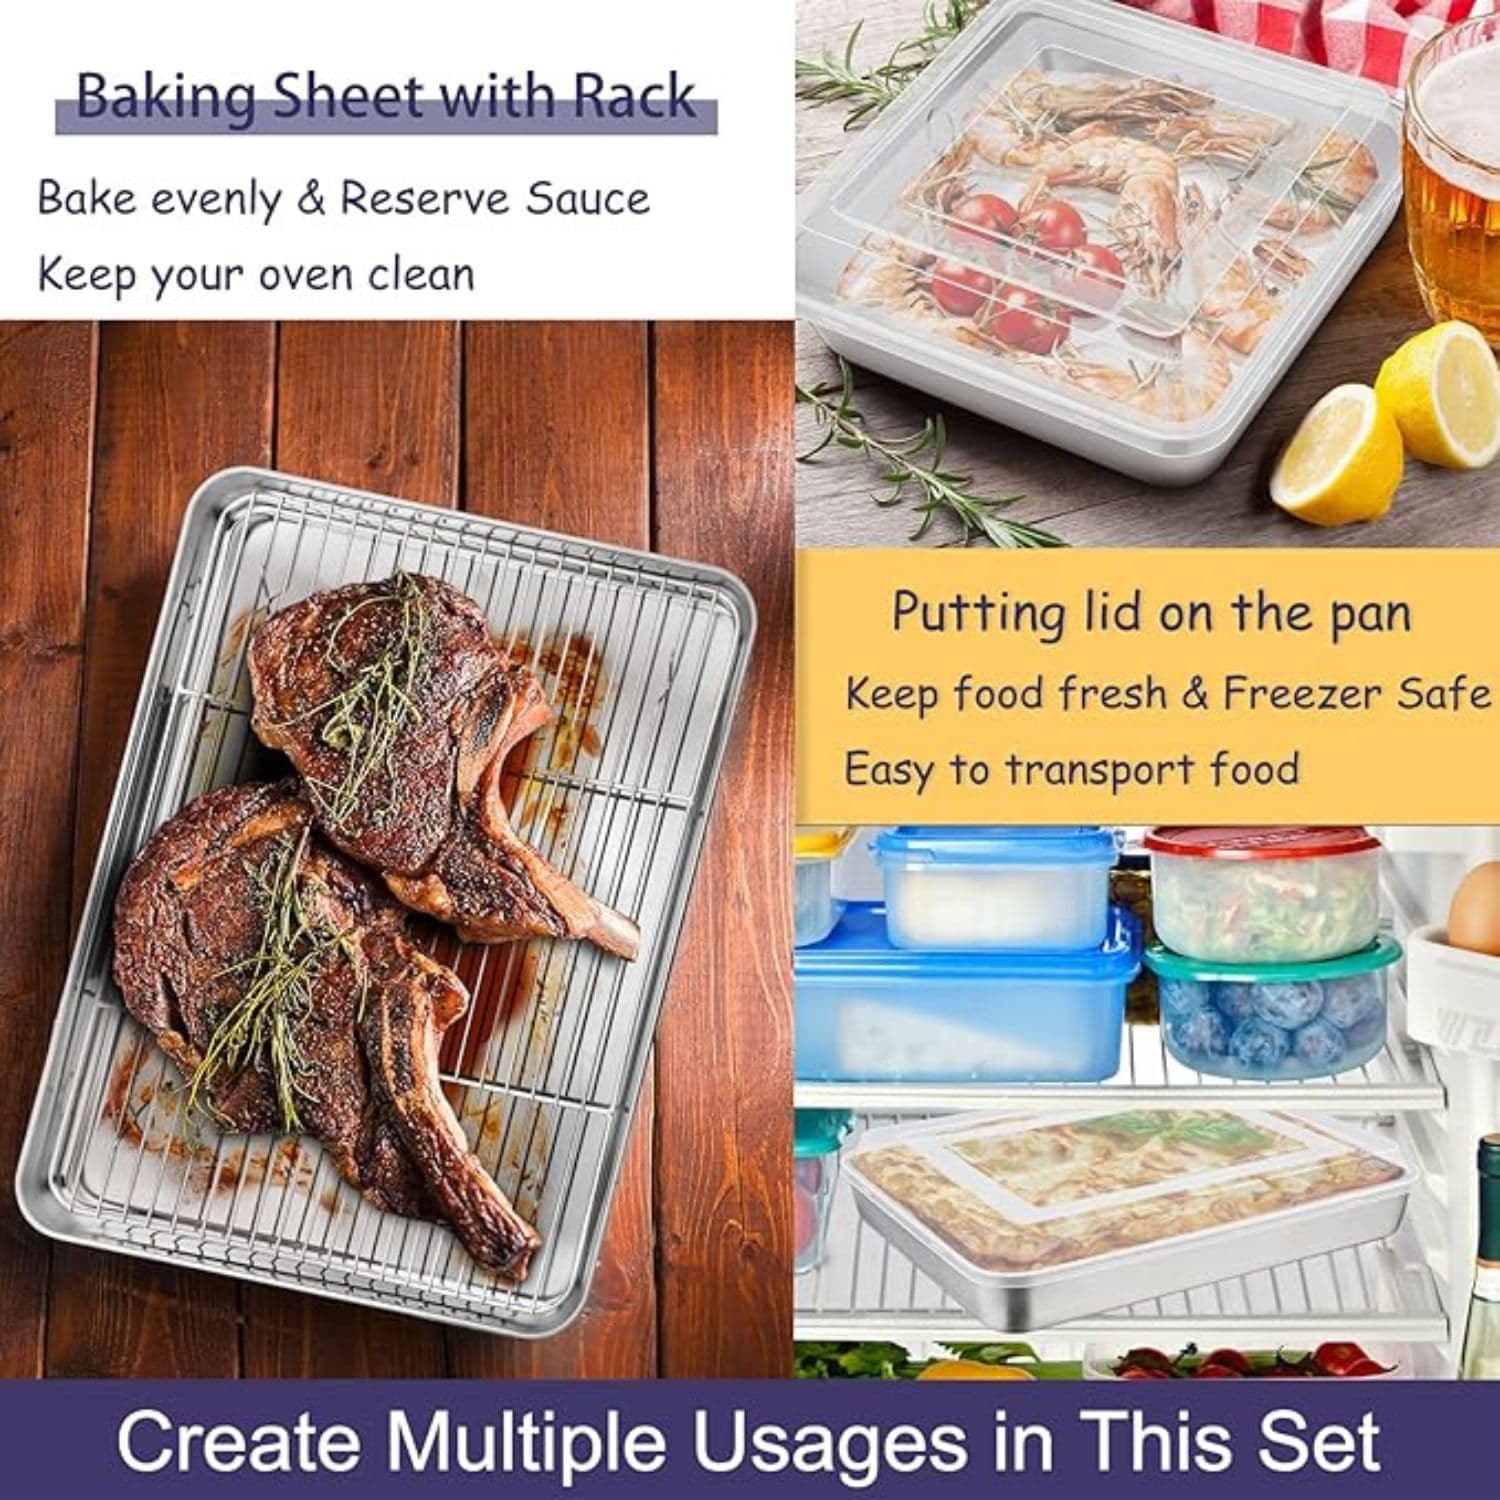 Baking Sheet with Rack
Bake evenly & Reserve Sauce
Keep your oven clean
Putting lid on the pan
Keep food fresh & Freezer Safe
Easy to transport food
Create Multiple Usages in This Set